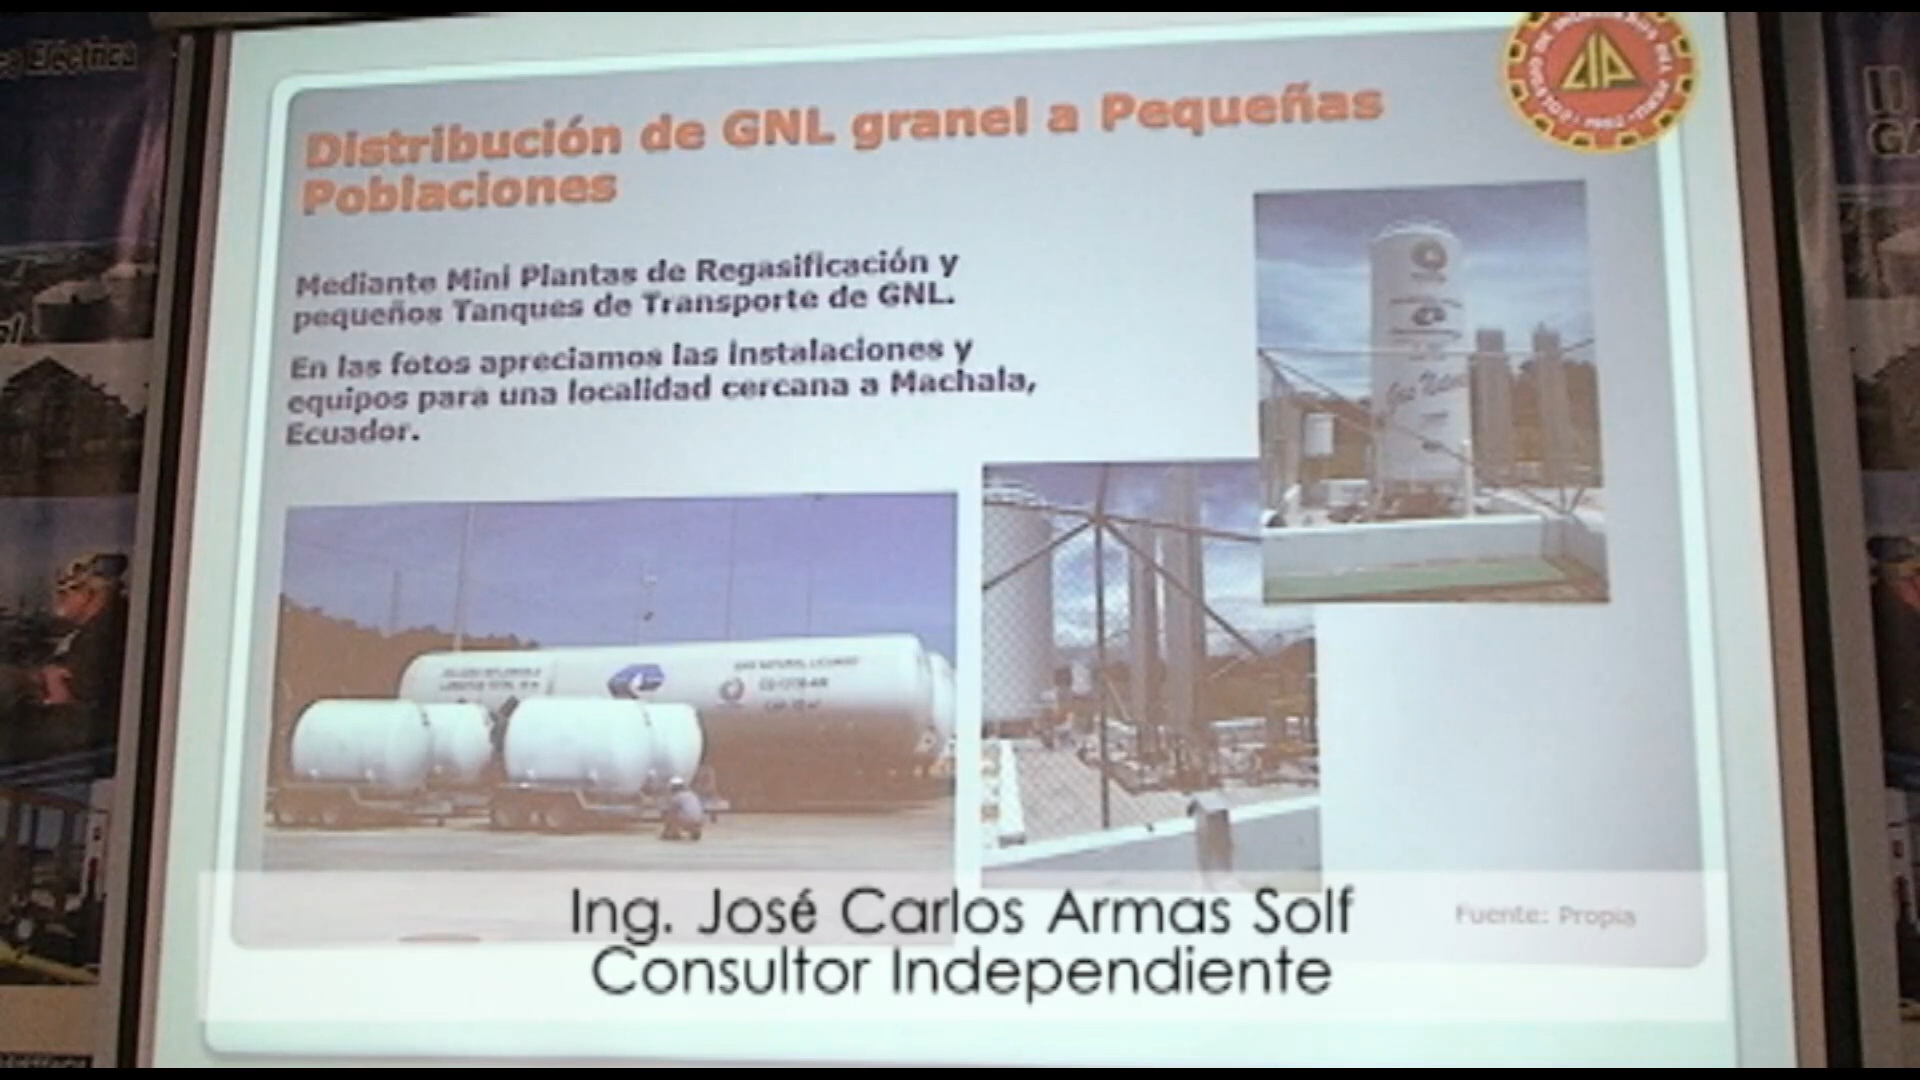 Eléctrica
Distribución de GNL granel a Pequeñas
Poblaciones
Mediante Mini Plantas de Regasificación y
pequeños Tanques de Transporte de GNL.
En las fotos apreciamos las instalaciones y
equipos para una localidad cercana a Machala,
Ecuador.
CIP
Fuente: Propia
Ing. José Carlos Armas Solf
Consultor Independiente